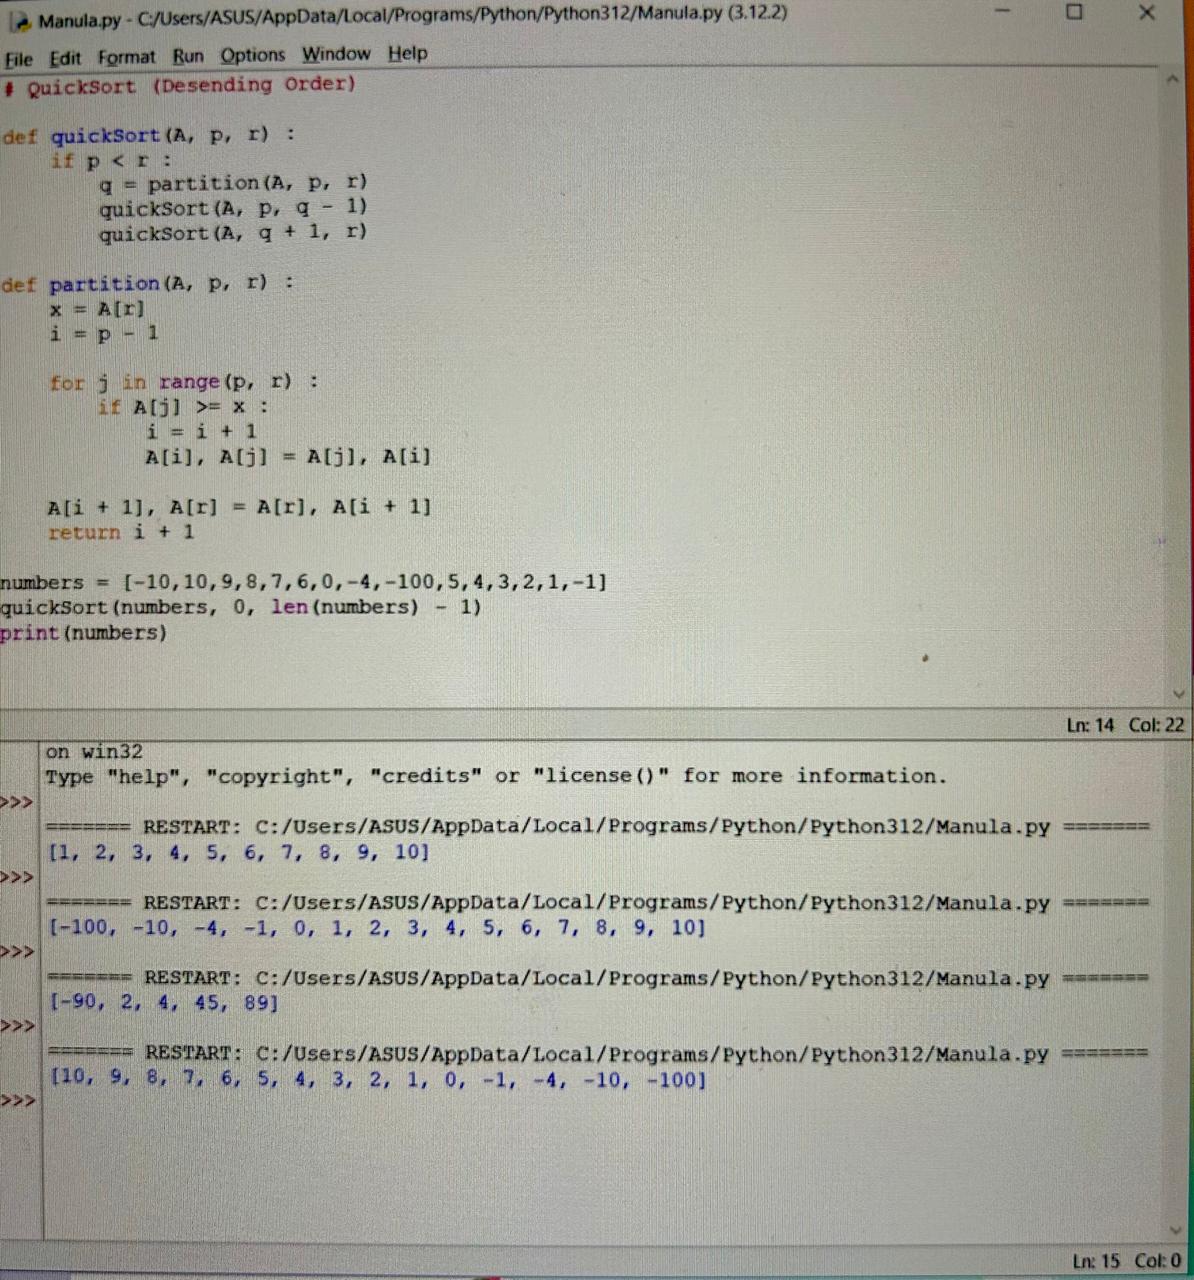 Manula.py - C:/Users/ASUS/AppData/Local/Programs/Python/Python312/Manula.py (3.12.2)
File Edit Format Run Options Window Help
# QuickSort (Desending Order)
def quickSort(A, p, r) :
    if p < r :
        q = partition(A, p, r)
        quickSort(A, p, q - 1)
        quickSort(A, q + 1, r)
def partition(A, p, r) :
    x = A[r]
    i = p - 1
    for j in range(p, r) :
        if A[j] >= x :
            i = i + 1
            A[i], A[j] = A[j], A[i]
    A[i + 1], A[r] = A[r], A[i + 1]
    return i + 1
numbers = [-10,10,9,8,7,6,0,-4,-100,5,4,3,2,1,-1]
quickSort(numbers, 0, len(numbers) - 1)
print(numbers)
Ln: 14 Col: 22
on win32
Type "help", "copyright", "credits" or "license()" for more information.
>>>
======= RESTART: C:/Users/ASUS/AppData/Local/Programs/Python/Python312/Manula.py =======
[1, 2, 3, 4, 5, 6, 7, 8, 9, 10]
>>>
======= RESTART: C:/Users/ASUS/AppData/Local/Programs/Python/Python312/Manula.py =======
[-100, -10, -4, -1, 0, 1, 2, 3, 4, 5, 6, 7, 8, 9, 10]
>>>
======= RESTART: C:/Users/ASUS/AppData/Local/Programs/Python/Python312/Manula.py =======
[-90, 2, 4, 45, 89]
>>>
======= RESTART: C:/Users/ASUS/AppData/Local/Programs/Python/Python312/Manula.py =======
[10, 9, 8, 7, 6, 5, 4, 3, 2, 1, 0, -1, -4, -10, -100]
>>>
Ln: 15 Col: 0